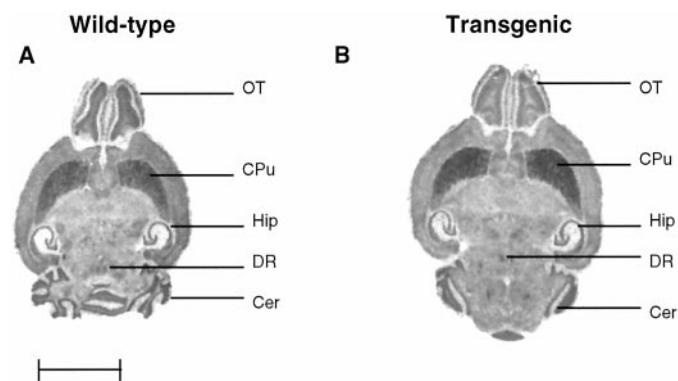 Wild-type
Transgenic
A
B
OT
CPu
Hip
DR
Cer
OT
CPu
Hip
DR
Cer